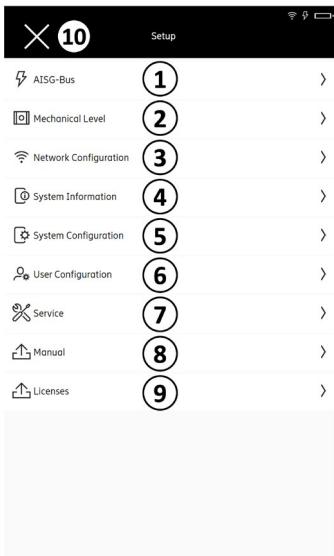 10 Setup
AISG-Bus 1
Mechanical Level 2
Network Configuration 3
System Information 4
System Configuration 5
User Configuration 6
Service 7
Manual 8
Licenses 9